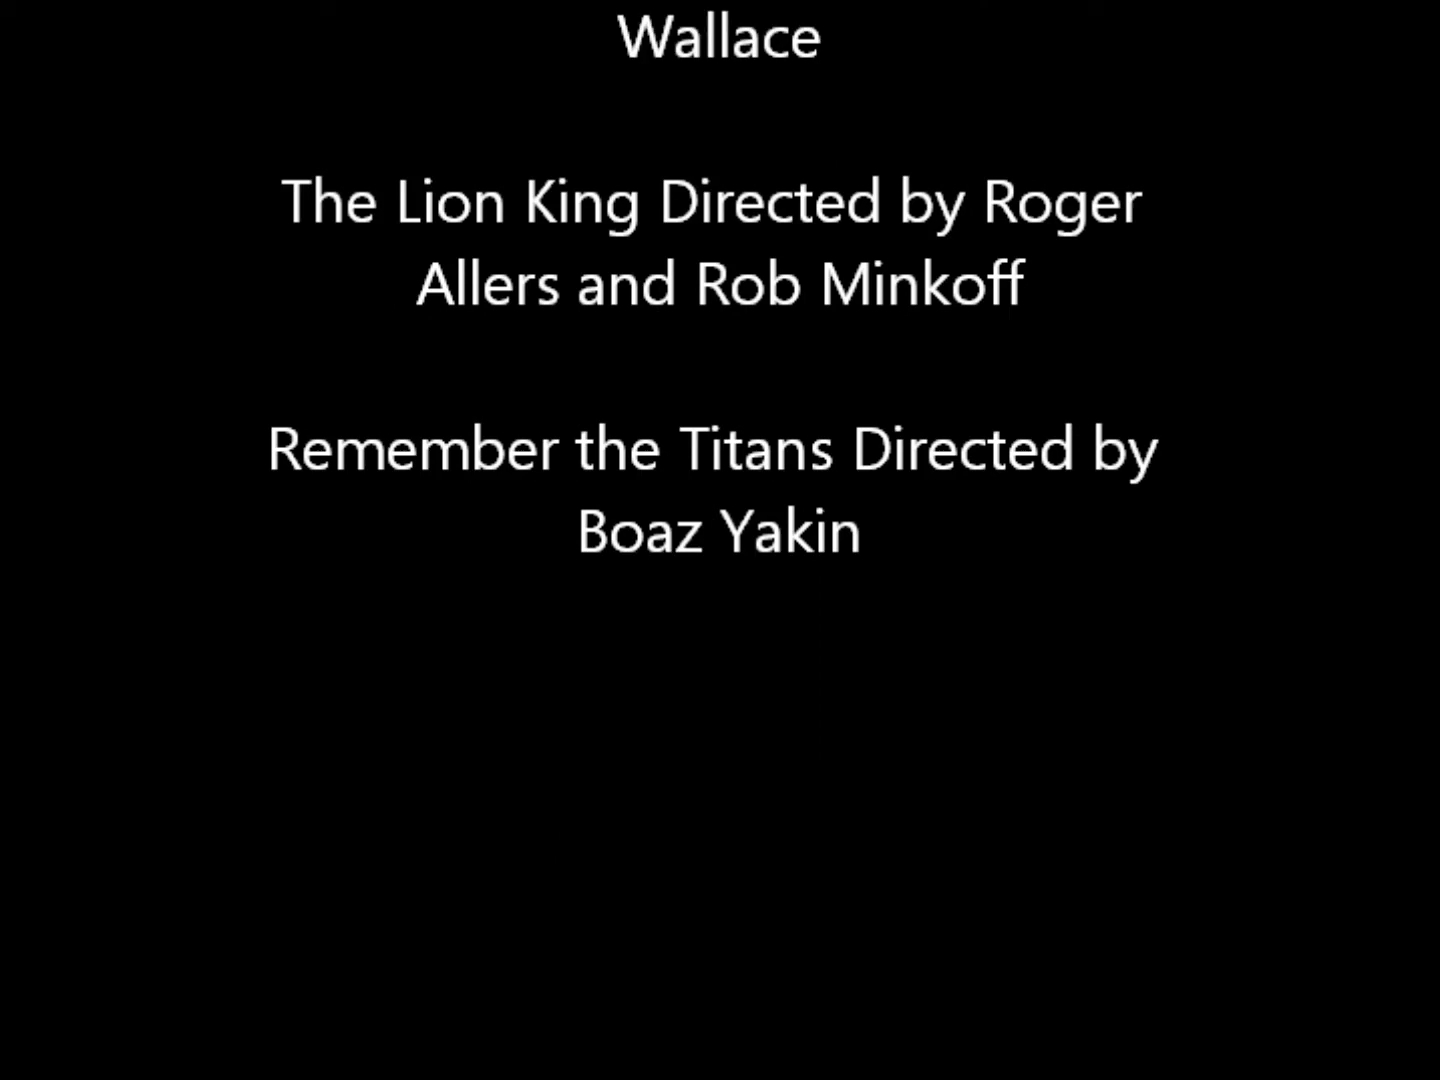 Wallace
The Lion King Directed by Roger
Allers and Rob Minkoff
Remember the Titans Directed by
Boaz Yakin